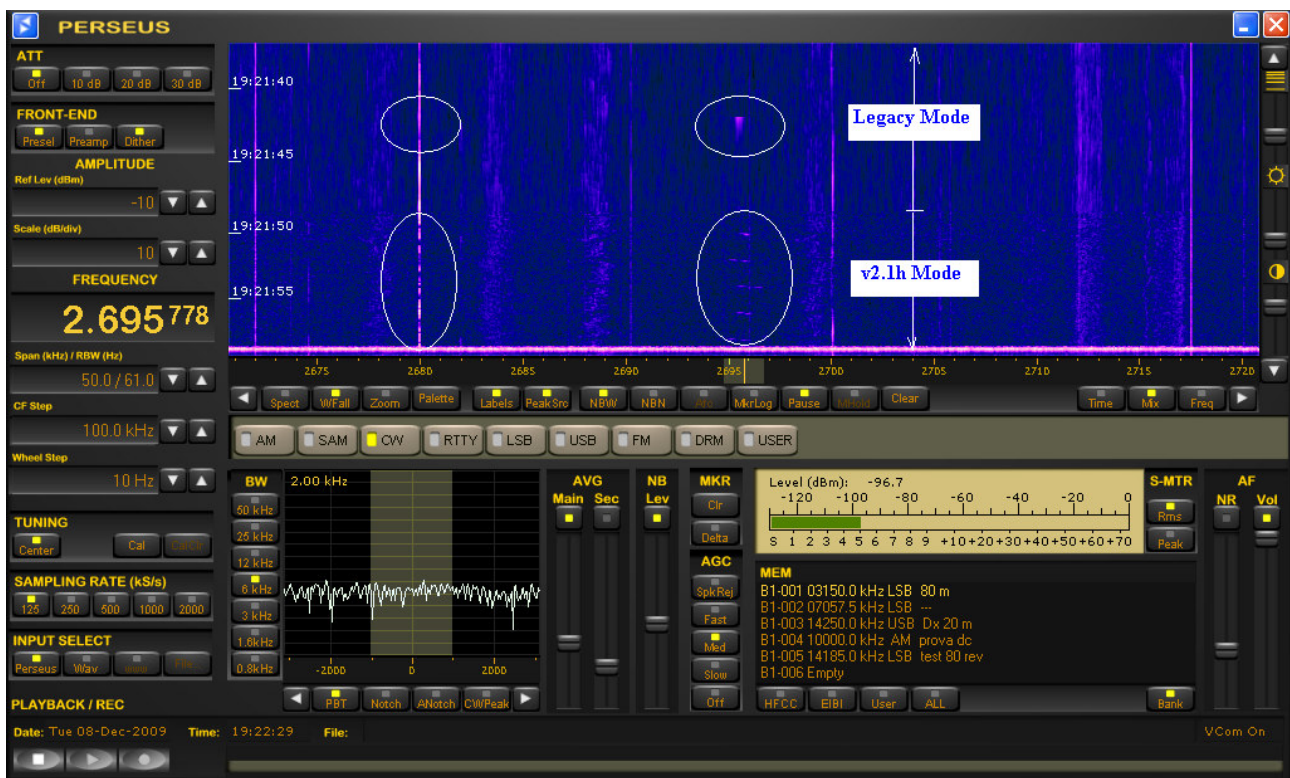 PERSEUS
ATT
Off 10 dB 20 dB 30 dB
FRONT-END
Presel Preamp Dither
AMPLITUDE
Ref Lev (dBm)
-10
Scale (dB/div)
10
FREQUENCY
2.695 778
Span (kHz) / RBW (Hz)
50.0 / 61.0
CF Step
100.0 kHz
Wheel Step
10 Hz
TUNING
Center Cal
SAMPLING RATE (kS/s)
125 250 500 1000 2000
INPUT SELECT
Perseus Wav
PLAYBACK / REC
19:21:40
19:21:45
19:21:50
19:21:55
Legacy Mode
v2.1h Mode
2675 2680 2685 2690 2695 2700 2705 2710 2715 2720
Spect WFall Zoom Palette Labels PeakSrc NBW NBN Afc MkrLog Pause MHold Clear Time Mix Freq
AM SAM CW RTTY LSB USB FM DRM USER
BW
50 kHz
25 kHz
12 kHz
6 kHz
3 kHz
1.6kHz
0.8kHz
2.00 kHz
-2000 0 2000
PBT Notch ANotch CWPeak
AVG
Main Sec
NB
Lev
MKR
Clr
Delta
AGC
SpkRej
Fast
Med
Slow
Off
Level (dBm): -96.7
-120 -100 -80 -60 -40 -20 0
S 1 2 3 4 5 6 7 8 9 +10+20+30+40+50+60+70
S-MTR
Rms
Peak
AF
NR Vol
MEM
B1-001 03150.0 kHz LSB 80 m
B1-002 07057.5 kHz LSB ---
B1-003 14250.0 kHz USB Dx 20 m
B1-004 10000.0 kHz AM prova dc
B1-005 14185.0 kHz LSB test 80 rev
B1-006 Empty
HFCC EIBI User ALL Bank
Date: Tue 08-Dec-2009 Time: 19:22:29 File: VCom On